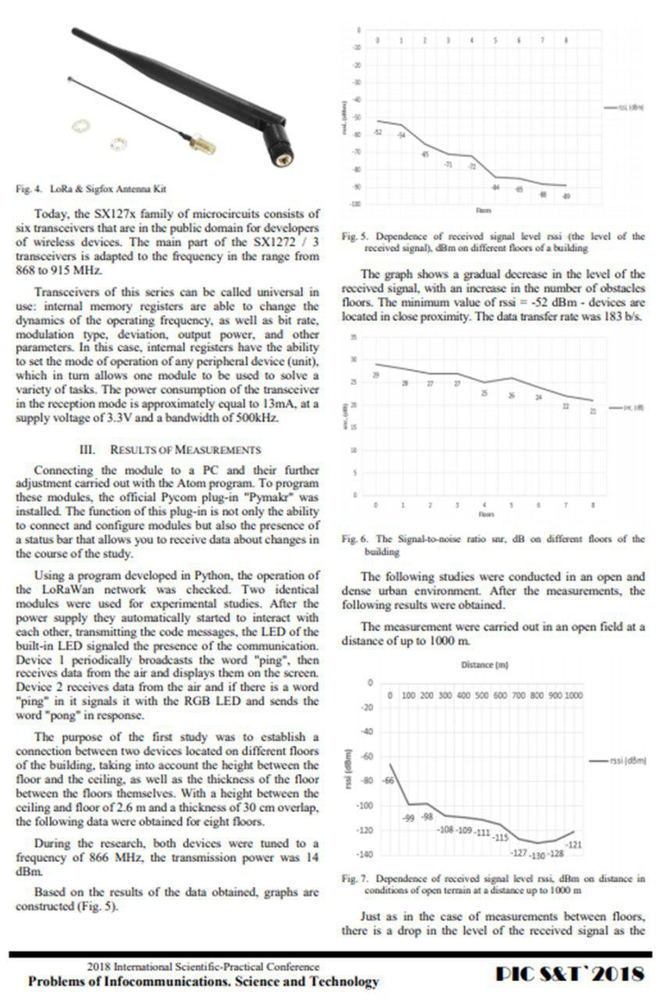 Fig. 4. LoRa & Sigfox Antenna Kit
Today, the SX127x family of microcircuits consists of
six transceivers that are in the public domain for developers
of wireless devices. The main part of the SX1272 / 3
transceivers is adapted to the frequency in the range from
868 to 915 MHz.
Transceivers of this series can be called universal in
use: internal memory registers are able to change the
dynamics of the operating frequency, as well as bit rate,
modulation type, deviation, output power, and other
parameters. In this case, internal registers have the ability
to set the mode of operation of any peripheral device (unit),
which in turn allows one module to be used to solve a
variety of tasks. The power consumption of the transceiver
in the reception mode is approximately equal to 13mA, at a
supply voltage of 3.3V and a bandwidth of 500kHz.
III. RESULTS OF MEASUREMENTS
Connecting the module to a PC and their further
adjustment carried out with the Atom program. To program
these modules, the official Pycom plug-in "Pymakr" was
installed. The function of this plug-in is not only the ability
to connect and configure modules but also the presence of
a status bar that allows you to receive data about changes in
the course of the study.
Using a program developed in Python, the operation of
the LoRaWan network was checked. Two identical
modules were used for experimental studies. After the
power supply they automatically started to interact with
each other, transmitting the code messages, the LED of the
built-in LED signaled the presence of the communication.
Device 1 periodically broadcasts the word "ping", then
receives data from the air and displays them on the screen.
Device 2 receives data from the air and if there is a word
"ping" in it signals it with the RGB LED and sends the
word "pong" in response.
The purpose of the first study was to establish a
connection between two devices located on different floors
of the building, taking into account the height between the
floor and the ceiling, as well as the thickness of the floor
between the floors themselves. With a height between the
ceiling and floor of 2.6 m and a thickness of 30 cm overlap,
the following data were obtained for eight floors.
During the research, both devices were tuned to a
frequency of 866 MHz, the transmission power was 14
dBm.
Based on the results of the data obtained, graphs are
constructed (Fig. 5).
0
0 1 2 3 4 5 6 7 8
-10
-20
-30
-40
rssi, (dBm)
-50
-60
-52 -54
-65
-70
-71 -72
-80
-84 -85
-90
-88 -89
-100
rssi, (dBm)
Floors
Fig. 5. Dependence of received signal level rssi (the level of the
received signal), dBm on different floors of a building
The graph shows a gradual decrease in the level of the
received signal, with an increase in the number of obstacles
floors. The minimum value of rssi = -52 dBm - devices are
located in close proximity. The data transfer rate was 183 b/s.
35
30
29 28 27 27
25
25 26 24
22 21
20
snr, (dB)
snr, (dB)
15
10
5
0
0 1 2 3 4 5 6 7 8
Floors
Fig. 6. The Signal-to-noise ratio snr, dB on different floors of the
building
The following studies were conducted in an open and
dense urban environment. After the measurements, the
following results were obtained.
The measurement were carried out in an open field at a
distance of up to 1000 m.
Distance (m)
0
0 100 200 300 400 500 600 700 800 900 1000
-20
-40
-60
rssi (dBm)
rssi (dBm)
-80
-66
-100
-99 -98
-108 -109 -111 -115
-120
-127 -130 -128 -121
-140
Fig. 7. Dependence of received signal level rssi, dBm on distance in
conditions of open terrain at a distance up to 1000 m
Just as in the case of measurements between floors,
there is a drop in the level of the received signal as the
2018 International Scientific-Practical Conference
Problems of Infocommunications. Science and Technology
PIC S&T`2018